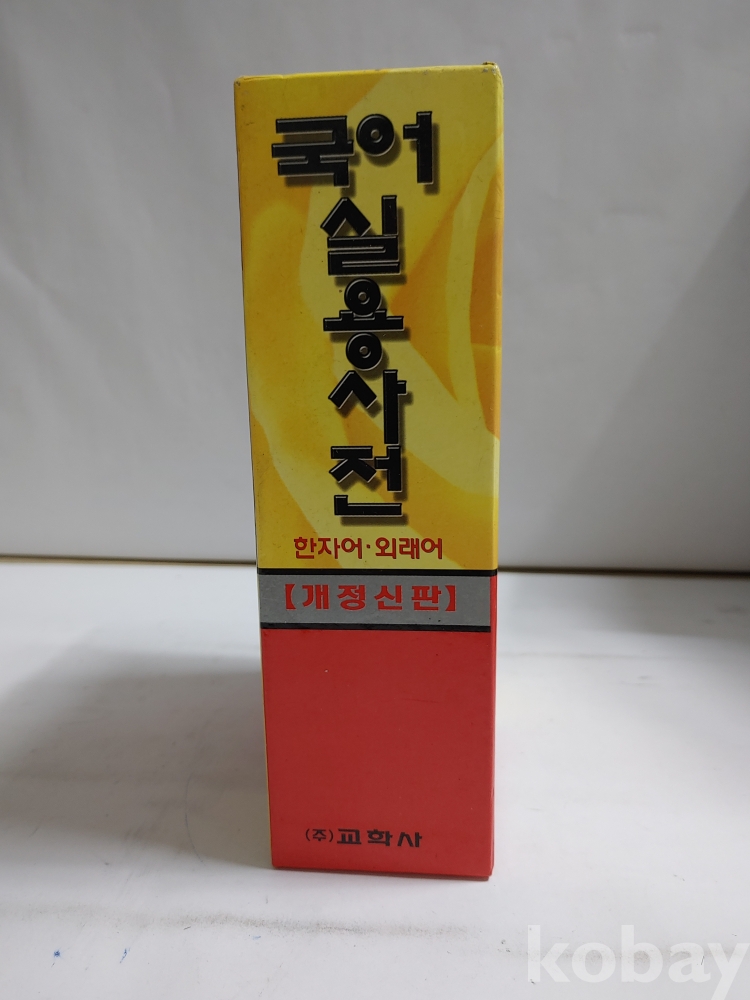 국어
실용사전
한자어·외래어
【개정신판】
(주)교학사
kobay